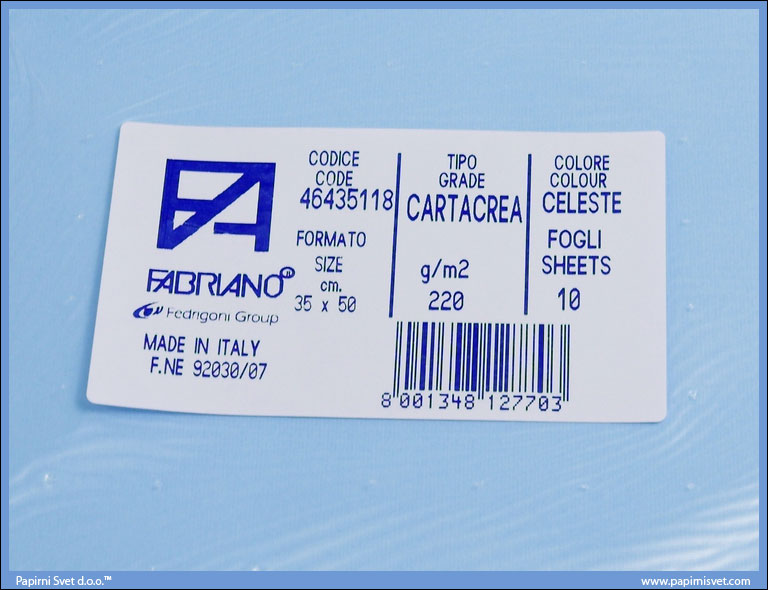 FABRIANO
Fedrigoni Group
MADE IN ITALY
F.NE 92030/07
CODICE
CODE
46435118
FORMATO
SIZE
cm.
35 x 50
TIPO
GRADE
CARTACREA
g/m2
220
COLORE
COLOUR
CELESTE
FOGLI
SHEETS
10
8 001348 127703
Papirni Svet d.o.o.™
www.papirnisvet.com